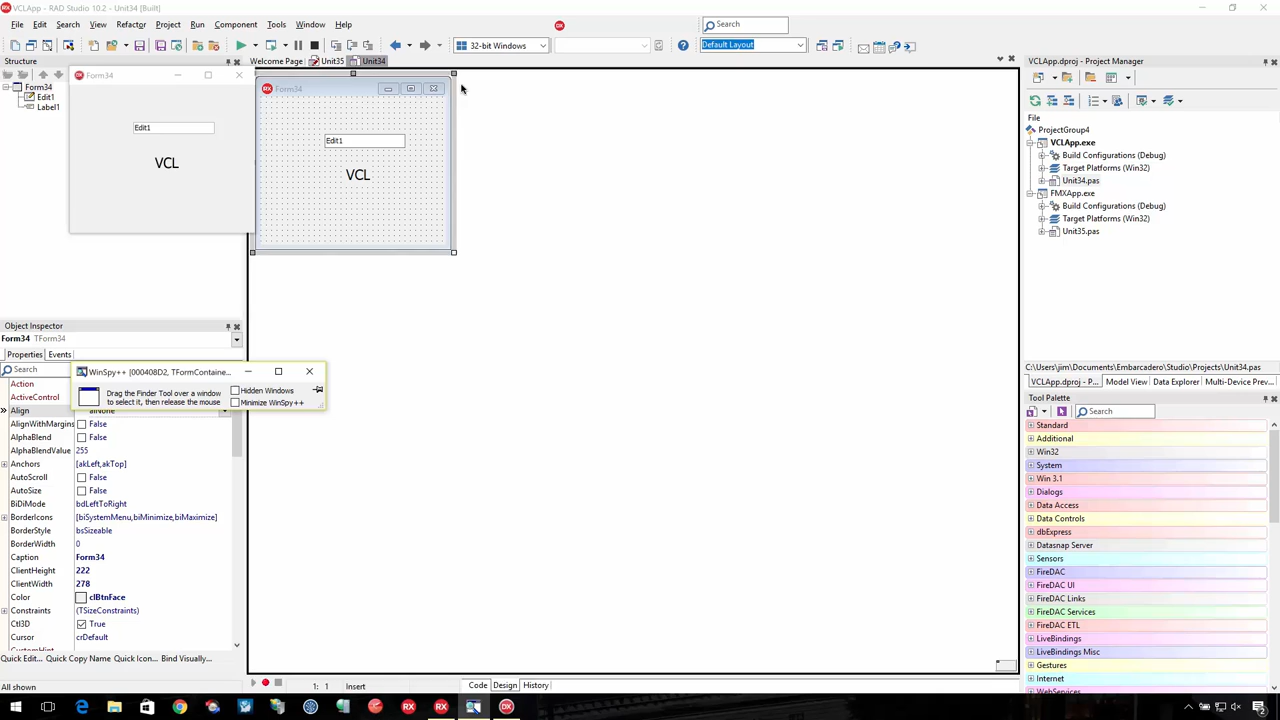 VCLApp - RAD Studio 10.2 - Unit34 [Built]
File Edit Search View Refactor Project Run Component Tools Window Help
Search
32-bit Windows
Default Layout
Structure
Welcome Page Unit35 Unit34
Form34
Edit1
Label1
Form34
Edit1
VCL
Form34
Edit1
VCL
VCLApp.dproj - Project Manager
File
ProjectGroup4
VCLApp.exe
Build Configurations (Debug)
Target Platforms (Win32)
Unit34.pas
FMXApp.exe
Build Configurations (Debug)
Target Platforms (Win32)
Unit35.pas
C:\Users\jim\Documents\Embarcadero\Studio\Projects\Unit34.pas
VCLApp.dproj - P... Model View Data Explorer Multi-Device Prev...
Object Inspector
Form34 TForm34
Properties Events
Search
WinSpy++ [000408D2, TFormContaine...
Drag the Finder Tool over a window
to select it, then release the mouse
Hidden Windows
Minimize WinSpy++
Action
ActiveControl
Align alNone
AlignWithMargins False
AlphaBlend False
AlphaBlendValue 255
Anchors [akLeft,akTop]
AutoScroll False
AutoSize False
BiDiMode bdLeftToRight
BorderIcons [biSystemMenu,biMinimize,biMaximize]
BorderStyle bsSizeable
BorderWidth 0
Caption Form34
ClientHeight 222
ClientWidth 278
Color clBtnFace
Constraints (TSizeConstraints)
Ctl3D True
Cursor crDefault
Quick Edit... Quick Copy Name Quick Icon... Bind Visually...
All shown
1: 1 Insert
Code Design History
Tool Palette
Search
Standard
Additional
Win32
System
Win 3.1
Dialogs
Data Access
Data Controls
dbExpress
Datasnap Server
Sensors
FireDAC
FireDAC UI
FireDAC Links
FireDAC Services
FireDAC ETL
LiveBindings
LiveBindings Misc
Gestures
Internet